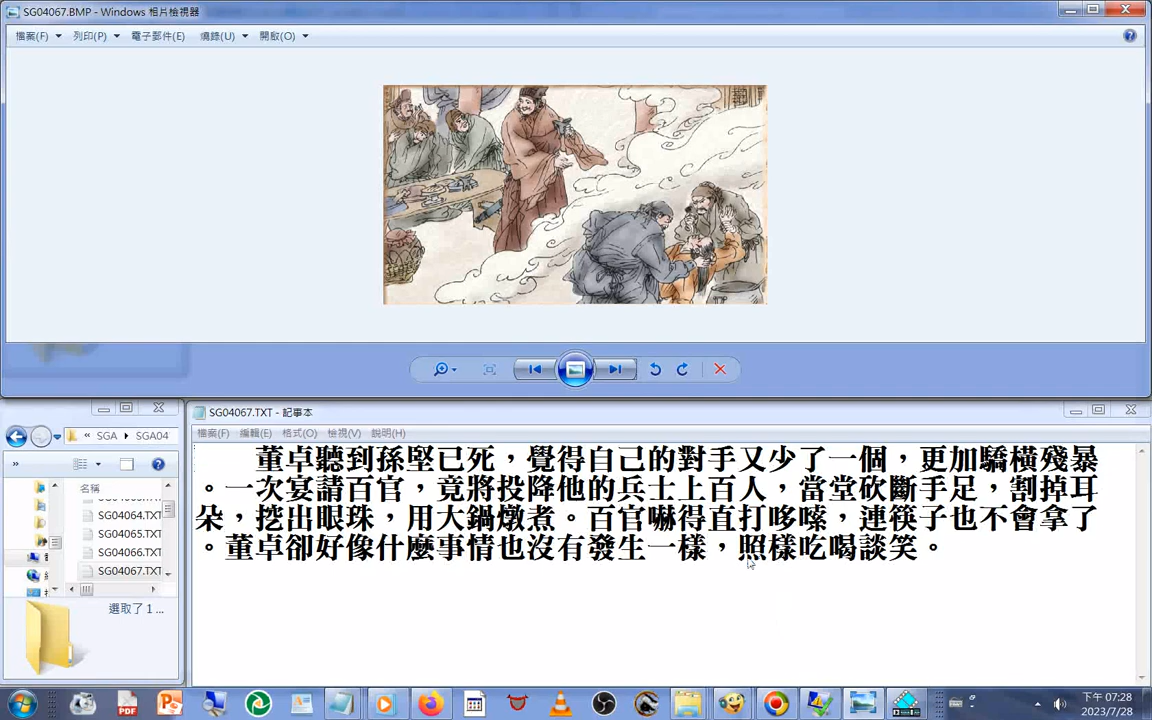 SG04067.BMP - Windows 相片檢視器
檔案(F) 列印(P) 電子郵件(E) 燒錄(U) 開啟(O)
« SGA SGA04
»
名稱
SG04064.TXT
SG04065.TXT
SG04066.TXT
SG04067.TXT
選取了 1 ...
SG04067.TXT - 記事本
檔案(F) 編輯(E) 格式(O) 檢視(V) 說明(H)
董卓聽到孫堅已死，覺得自己的對手又少了一個，更加驕橫殘暴
。一次宴請百官，竟將投降他的兵士上百人，當堂砍斷手足，割掉耳
朵，挖出眼珠，用大鍋燉煮。百官嚇得直打哆嗦，連筷子也不會拿了
。董卓卻好像什麼事情也沒有發生一樣，照樣吃喝談笑。
PDF
下午 07:28
2023/7/28